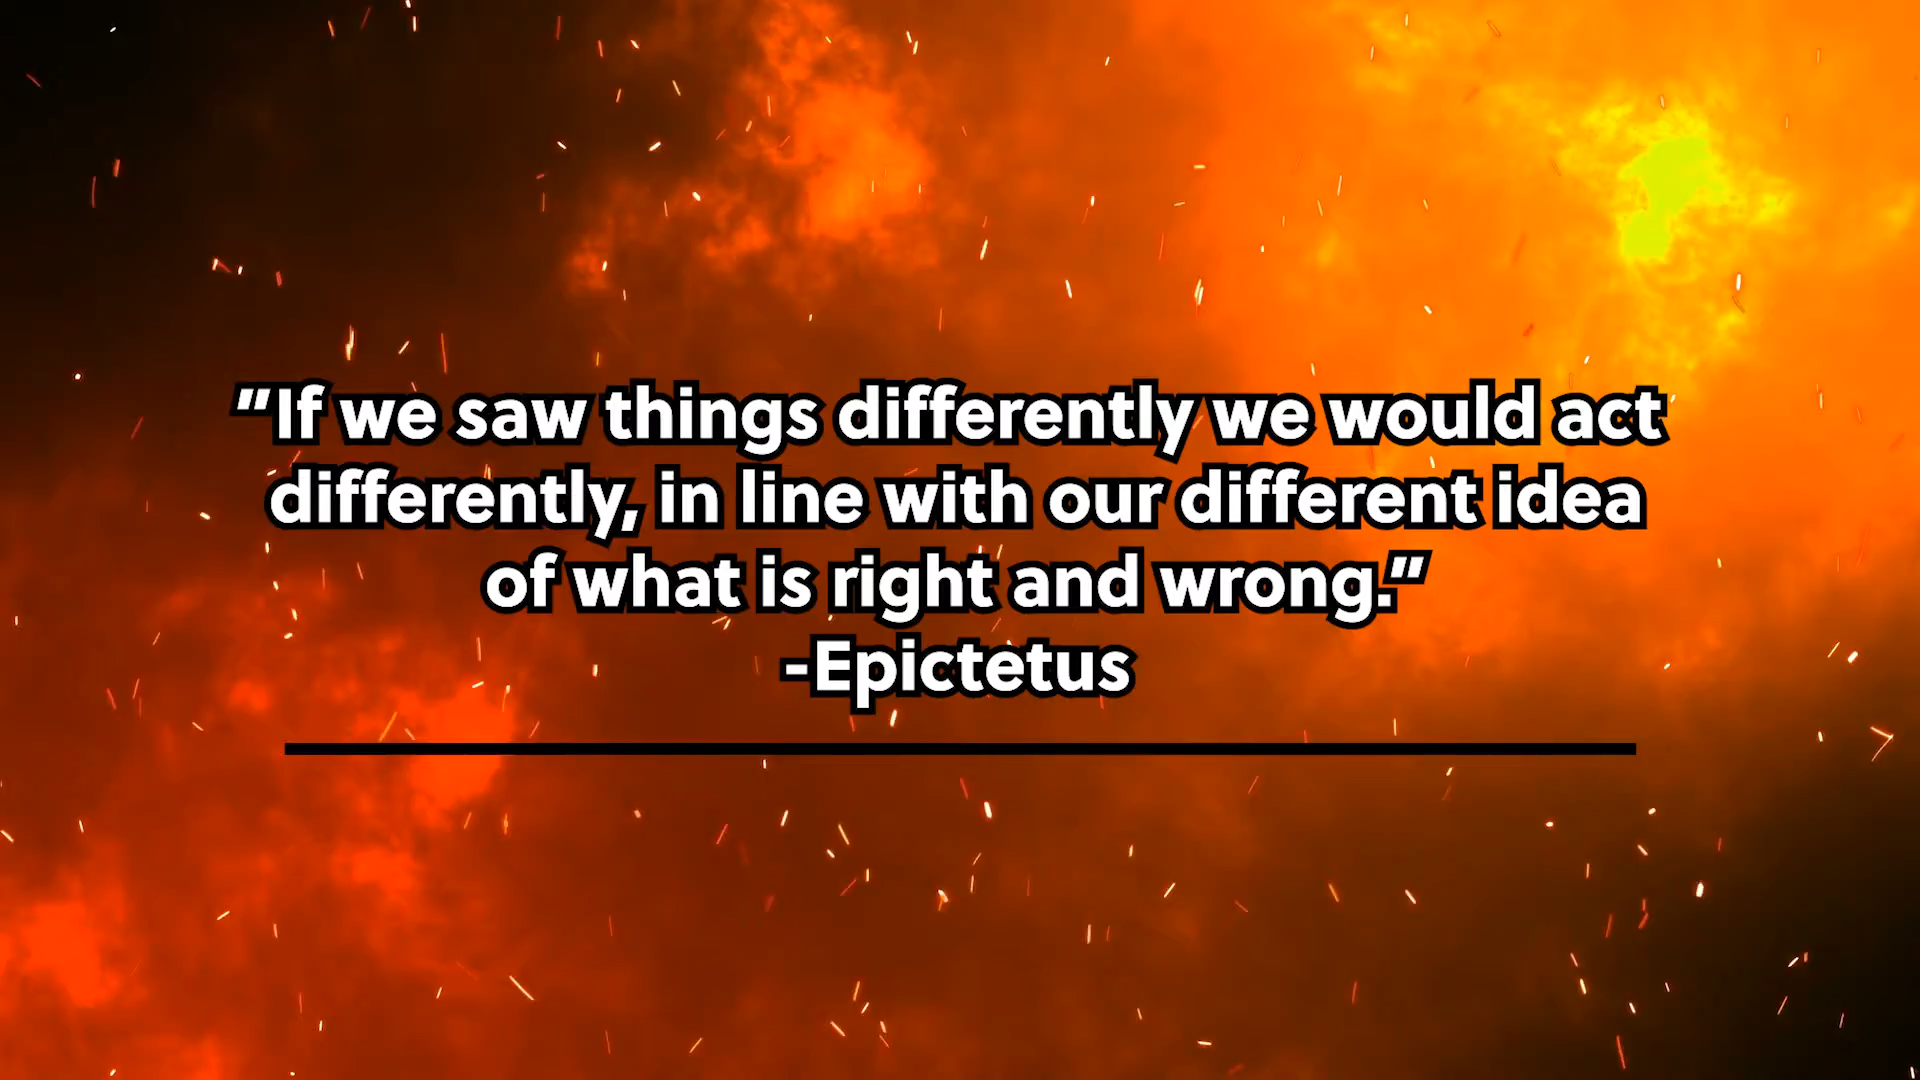 "If we saw things differently we would act
differently, in line with our different idea
of what is right and wrong."
-Epictetus